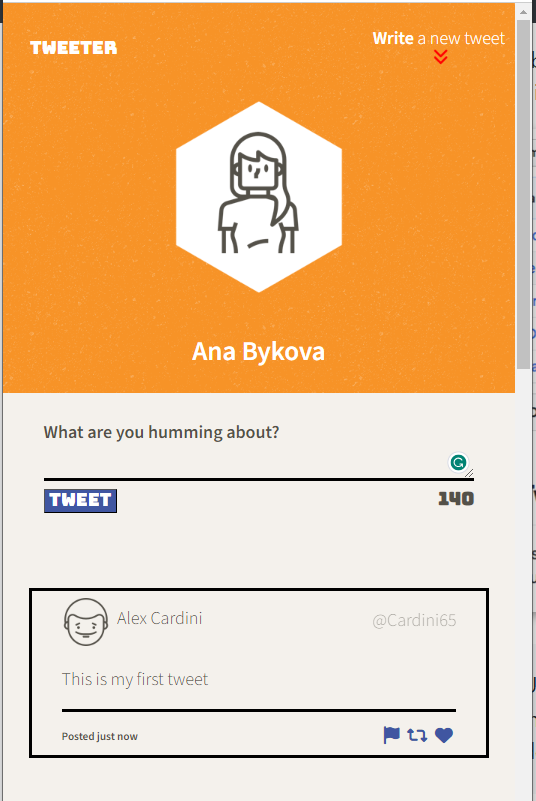 TWEETER
Write a new tweet
Ana Bykova
What are you humming about?
TWEET
140
Alex Cardini
@Cardini65
This is my first tweet
Posted just now